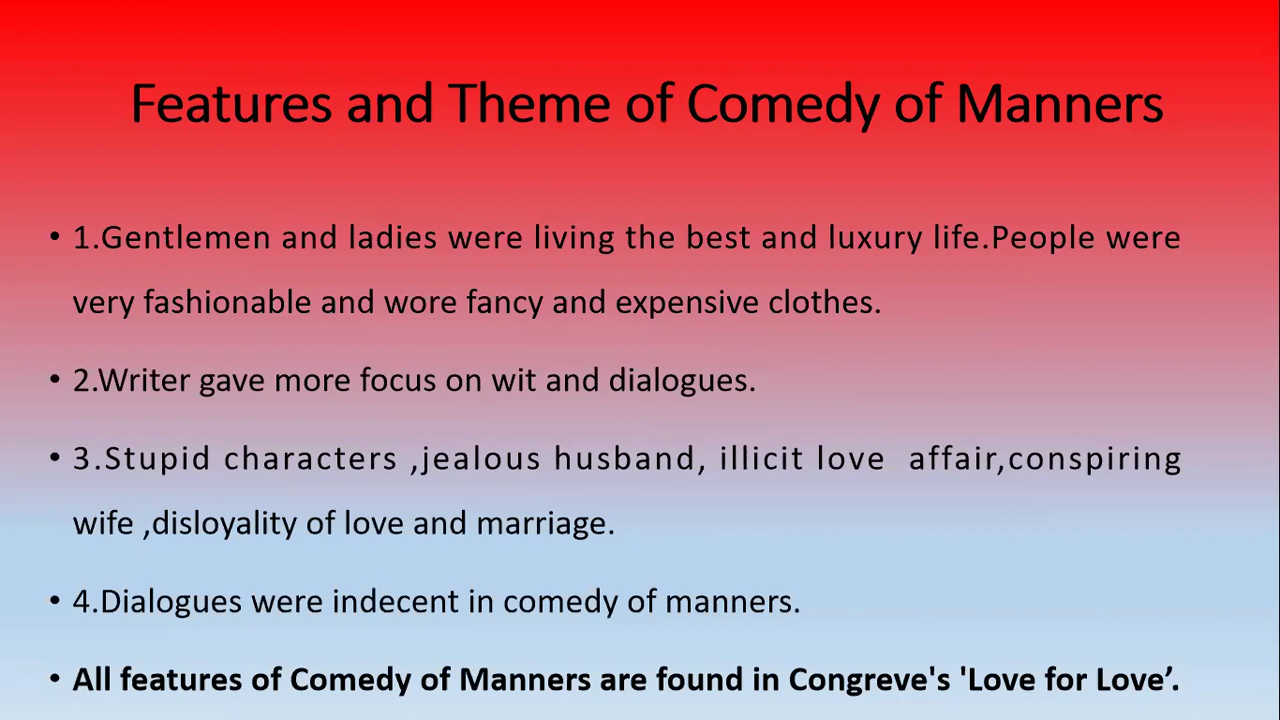 Features and Theme of Comedy of Manners
• 1.Gentlemen and ladies were living the best and luxury life.People were
very fashionable and wore fancy and expensive clothes.
• 2.Writer gave more focus on wit and dialogues.
• 3.Stupid characters ,jealous husband, illicit love  affair,conspiring
wife ,disloyality of love and marriage.
• 4.Dialogues were indecent in comedy of manners.
• All features of Comedy of Manners are found in Congreve's 'Love for Love’.